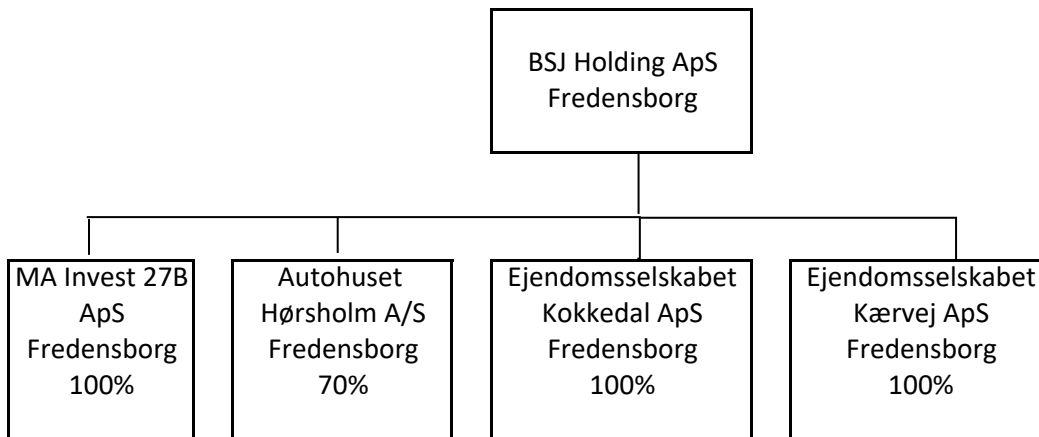 BSJ Holding ApS
Fredensborg
MA Invest 27B
ApS
Fredensborg
100%
Autohuset
Hørsholm A/S
Fredensborg
70%
Ejendomsselskabet
Kokkedal ApS
Fredensborg
100%
Ejendomsselskabet
Kærvej ApS
Fredensborg
100%